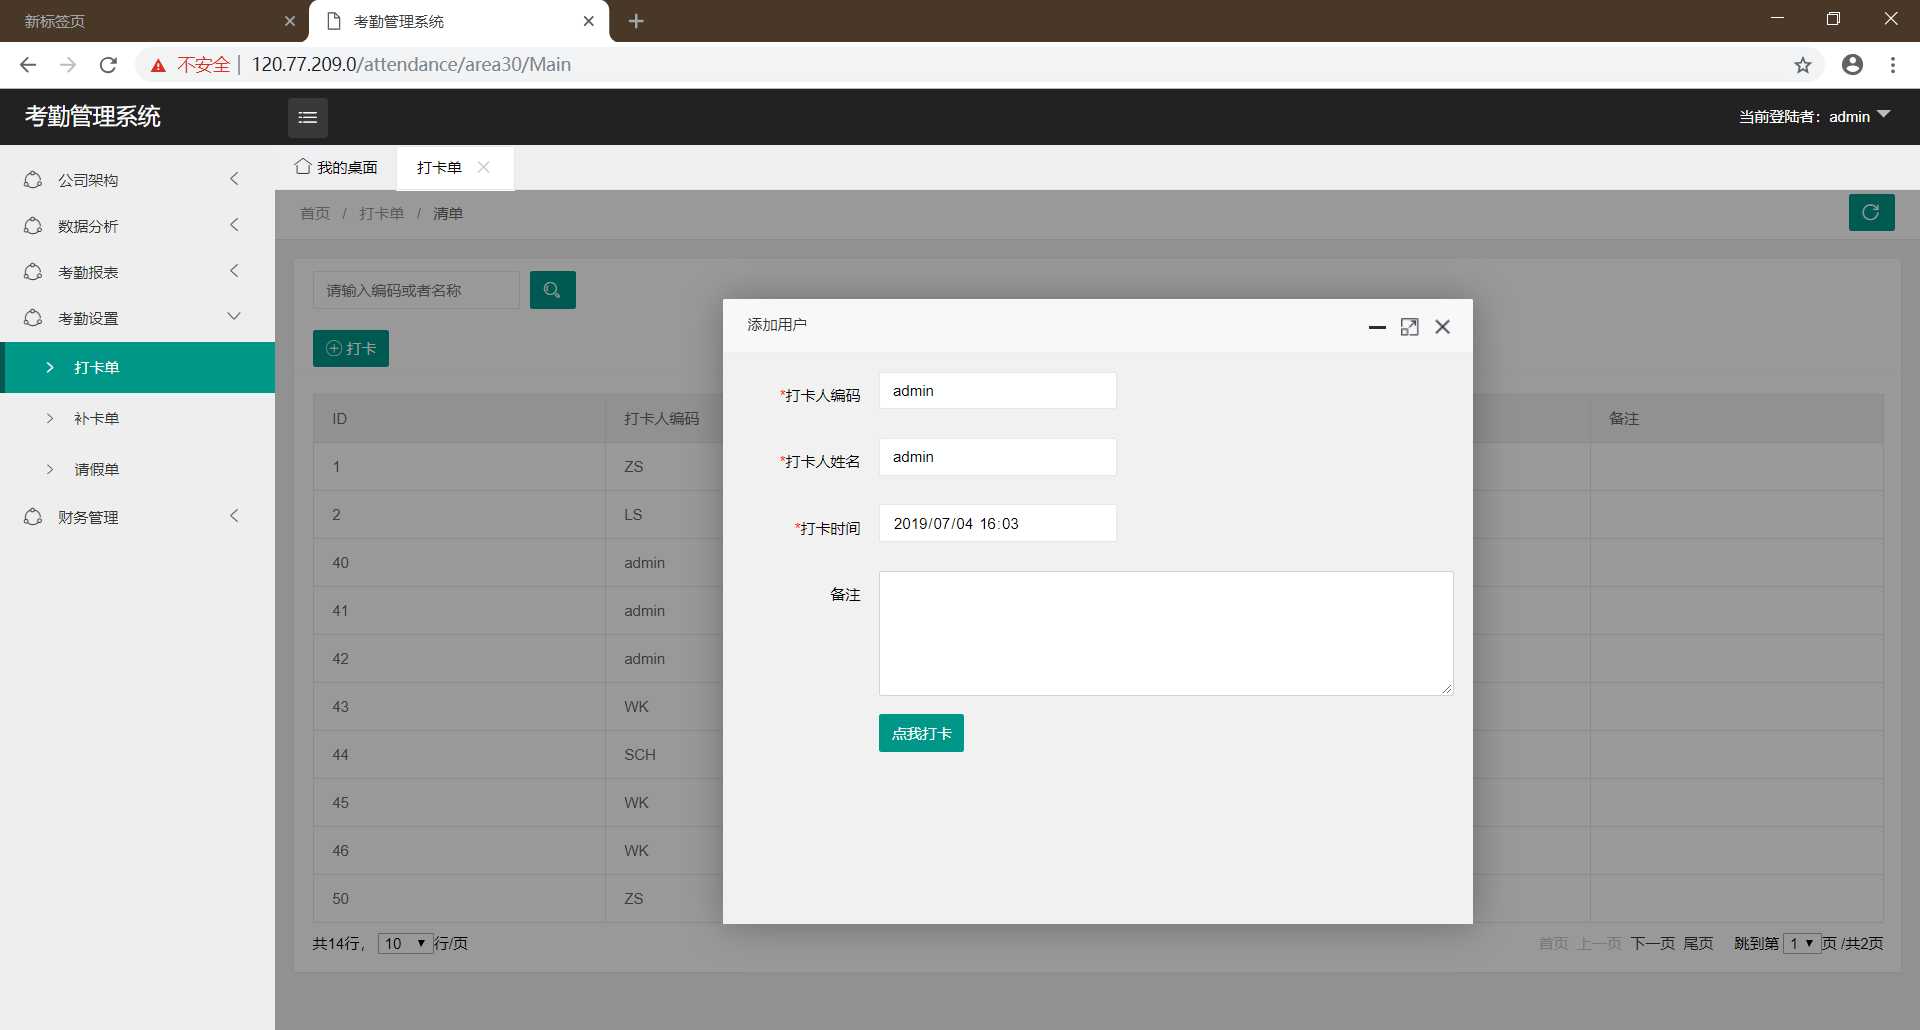 新标签页
考勤管理系统
不安全 | 120.77.209.0/attendance/area30/Main
考勤管理系统
当前登陆者：admin
公司架构
数据分析
考勤报表
考勤设置
打卡单
补卡单
请假单
财务管理
我的桌面
打卡单
首页 / 打卡单 / 清单
请输入编码或者名称
打卡
ID 打卡人编码 备注
1 ZS
2 LS
40 admin
41 admin
42 admin
43 WK
44 SCH
45 WK
46 WK
50 ZS
共14行， 10 行/页
首页 上一页 下一页 尾页 跳到第 1 页 /共2页
添加用户
*打卡人编码 admin
*打卡人姓名 admin
*打卡时间 2019/07/04 16:03
备注
点我打卡